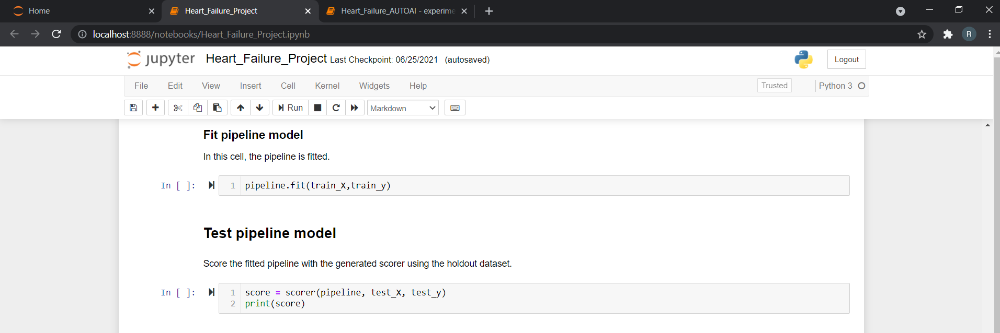 Home
Heart_Failure_Project
Heart_Failure_AUTOAI - experime
localhost:8888/notebooks/Heart_Failure_Project.ipynb
R
jupyter Heart_Failure_Project Last Checkpoint: 06/25/2021 (autosaved)
Logout
File Edit View Insert Cell Kernel Widgets Help
Trusted
Python 3
Run
Markdown
Fit pipeline model
In this cell, the pipeline is fitted.
In [ ]:
1 pipeline.fit(train_X,train_y)
Test pipeline model
Score the fitted pipeline with the generated scorer using the holdout dataset.
In [ ]:
1 score = scorer(pipeline, test_X, test_y)
2 print(score)